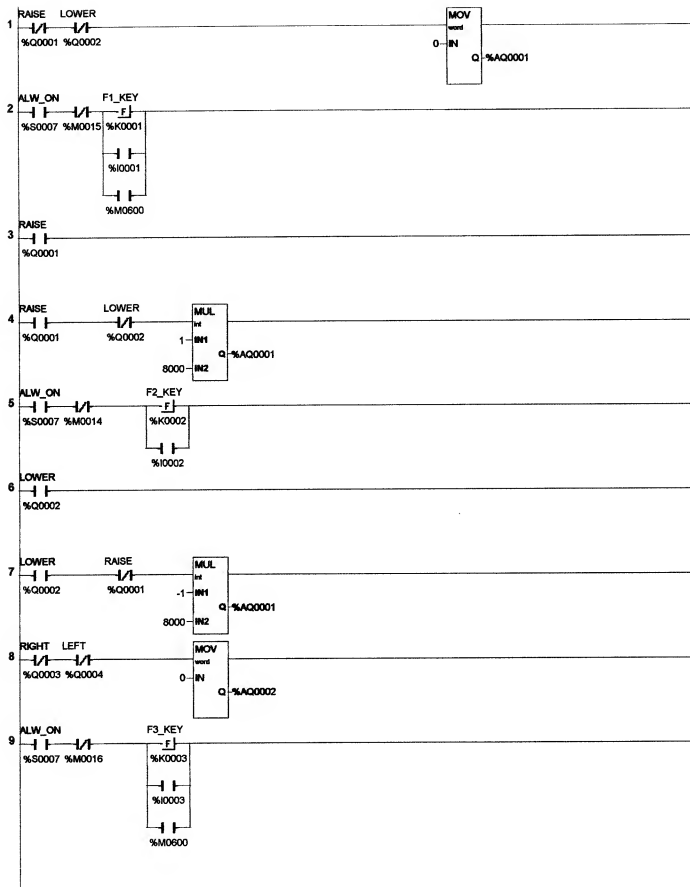 RAISE LOWER
1
%Q0001 %Q0002
MOV
word
0 IN
Q %AQ0001
ALW_ON F1_KEY
2
F
%S0007 %M0015 %K0001
%I0001
%M0600
RAISE
3
%Q0001
RAISE LOWER
4
%Q0001 %Q0002
MUL
int
1 IN1
Q %AQ0001
8000 IN2
ALW_ON F2_KEY
5
F
%S0007 %M0014 %K0002
%I0002
LOWER
6
%Q0002
LOWER RAISE
7
%Q0002 %Q0001
MUL
int
-1 IN1
Q %AQ0001
8000 IN2
RIGHT LEFT
8
%Q0003 %Q0004
MOV
word
0 IN
Q %AQ0002
ALW_ON F3_KEY
9
F
%S0007 %M0016 %K0003
%I0003
%M0600